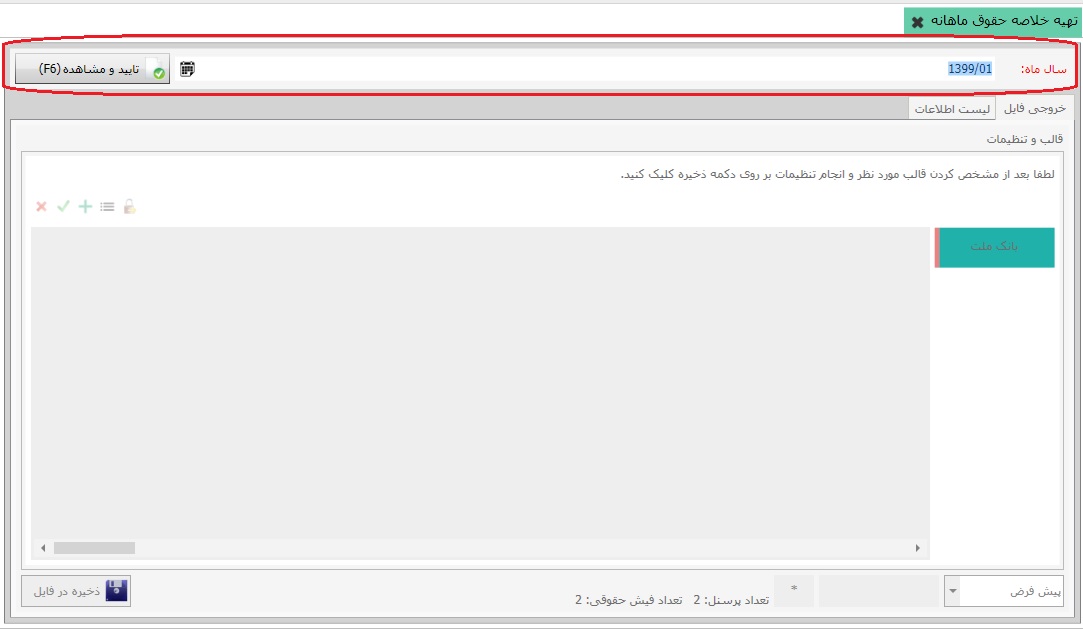 تهیه خلاصه حقوق ماهانه
سال ماه: 1399/01 تایید و مشاهده (F6)
خروجی فایل لیست اطلاعات
قالب و تنظیمات
لطفا بعد از مشخص کردن قالب مورد نظر و انجام تنظیمات بر روی دکمه ذخیره کلیک کنید.
بانک ملت
پیش فرض * تعداد پرسنل: 2 تعداد فیش حقوقی: 2 ذخیره در فایل